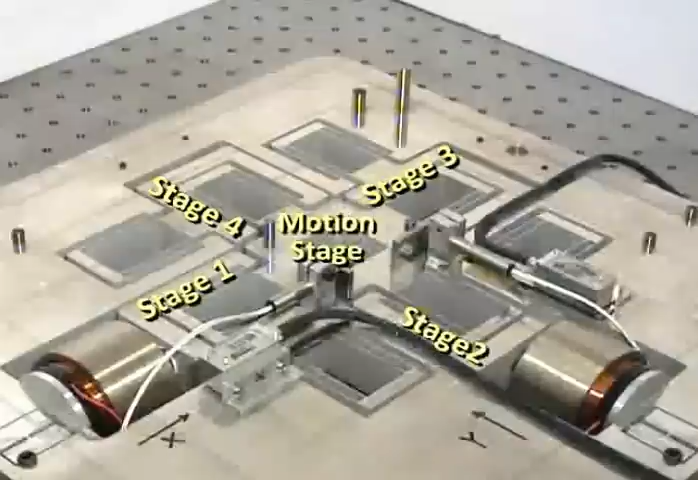 Stage 3
Stage 4
Motion
Stage
Stage 1
Stage2
X
Y